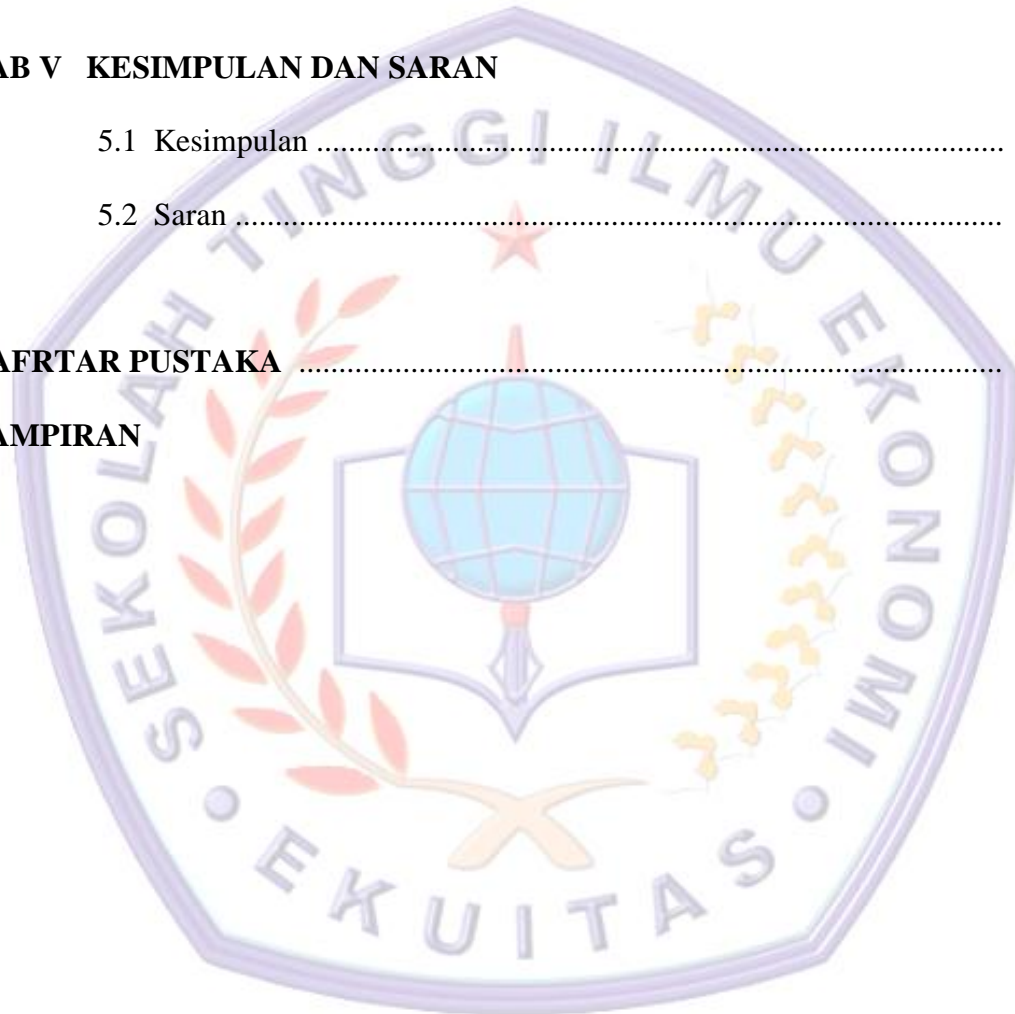 AB V KESIMPULAN DAN SARAN
5.1 Kesimpulan ......................................................................................
5.2 Saran ................................................................................................
AFRTAR PUSTAKA ........................................................................................
AMPIRAN
SEKOLAH TINGGI ILMU EKONOMI
• EKUITAS •